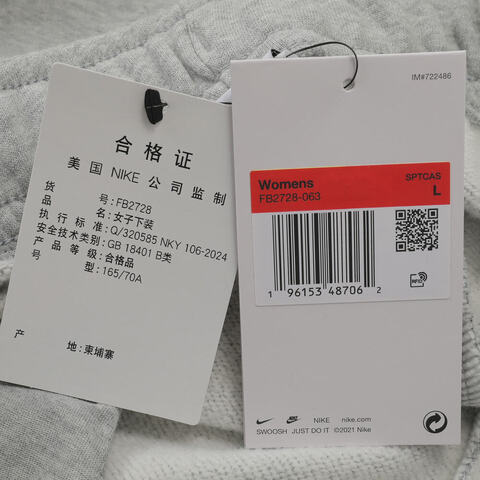 合格证
美国 NIKE 公司监制
货号:FB2728
品名:女子下装
执行标准:Q/320585 NKY 106-2024
安全技术类别:GB 18401 B类
产品等级:合格品
型:165/70A
产地:柬埔寨
IM#722486
SPTCAS
Womens
L
FB2728-063
1 96153 48706 2
RFID
NIKE nike.com
SWOOSH JUST DO IT ©2021 Nike